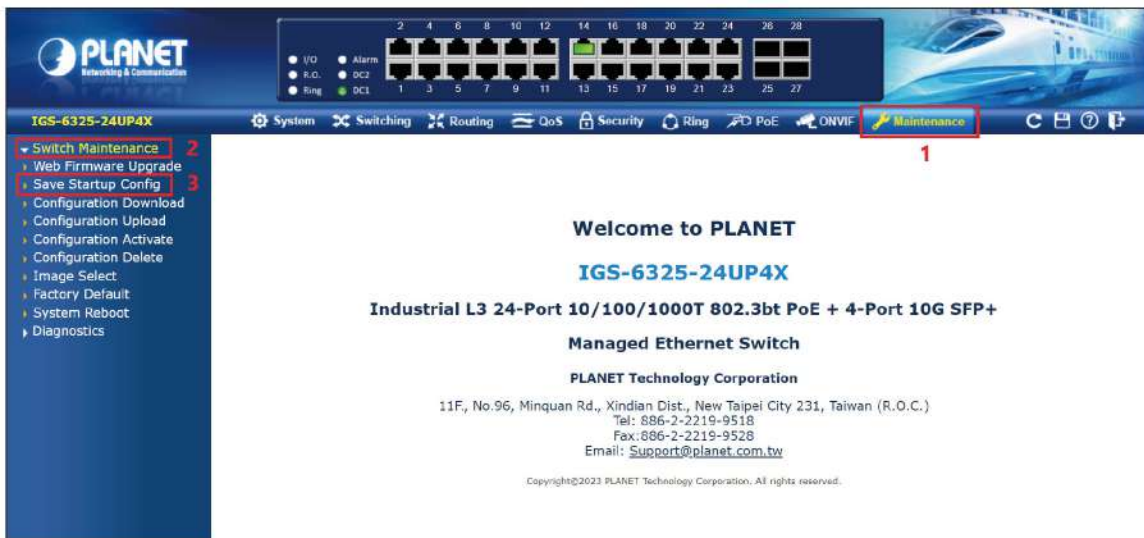 PLANET
Networking & Communication
2 4 6 8 10 12 14 16 18 20 22 24 26 28
I/O Alarm
R.O. DC2
Ring DC1
1 3 5 7 9 11 13 15 17 19 21 23 25 27
IGS-6325-24UP4X
System Switching Routing QoS Security Ring PoE ONVIF Maintenance
1
Switch Maintenance 2
Web Firmware Upgrade
Save Startup Config 3
Configuration Download
Configuration Upload
Configuration Activate
Configuration Delete
Image Select
Factory Default
System Reboot
Diagnostics
Welcome to PLANET
IGS-6325-24UP4X
Industrial L3 24-Port 10/100/1000T 802.3bt PoE + 4-Port 10G SFP+
Managed Ethernet Switch
PLANET Technology Corporation
11F., No.96, Minquan Rd., Xindian Dist., New Taipei City 231, Taiwan (R.O.C.)
Tel: 886-2-2219-9518
Fax:886-2-2219-9528
Email: Support@planet.com.tw
Copyright©2023 PLANET Technology Corporation. All rights reserved.